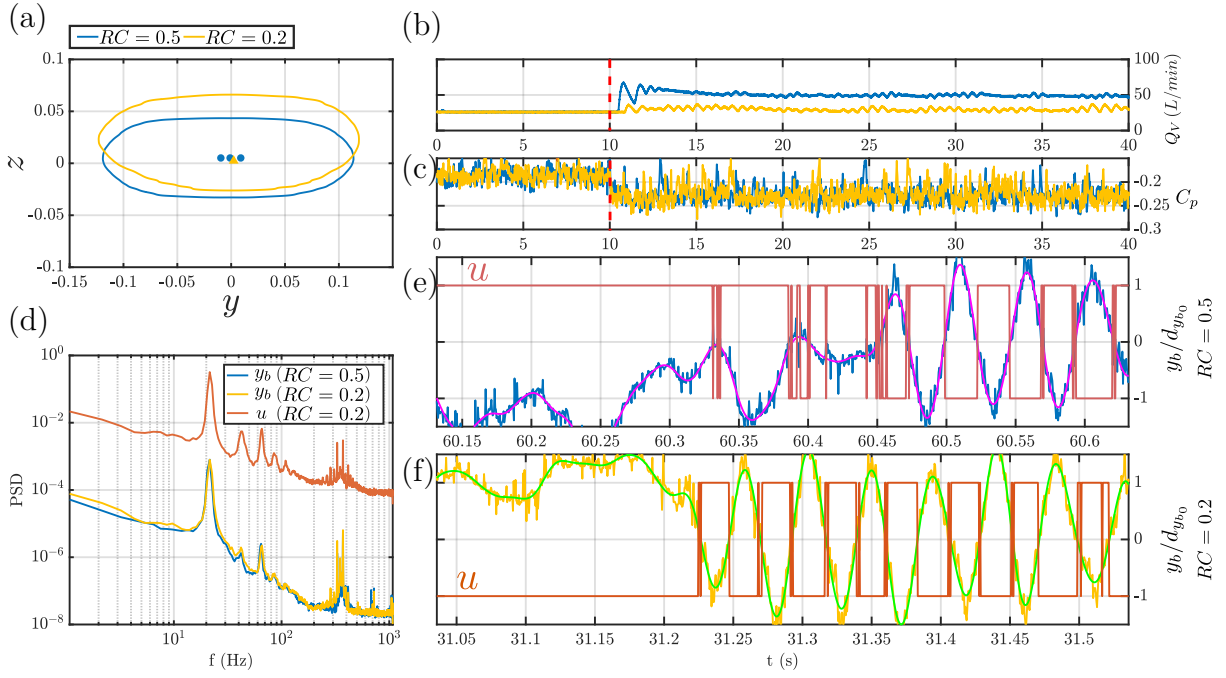 (a)
RC = 0.5 RC = 0.2
0.1
0.05
0
-0.05
-0.1
z
-0.15 -0.1 -0.05 0 0.05 0.1
y
(b)
100
50
0
Q_V (L/min)
0 5 10 15 20 25 30 35 40
(c)
-0.2
-0.25
-0.3
C_p
0 5 10 15 20 25 30 35 40
(d)
10^0
10^-2
10^-4
10^-6
10^-8
PSD
y_b (RC = 0.5)
y_b (RC = 0.2)
u (RC = 0.2)
10^1 10^2 10^3
f (Hz)
(e)
u
1
0
-1
y_b/d_{y_{b_0}}
RC = 0.5
60.15 60.2 60.25 60.3 60.35 60.4 60.45 60.5 60.55 60.6
(f)
u
1
0
-1
y_b/d_{y_{b_0}}
RC = 0.2
31.05 31.1 31.15 31.2 31.25 31.3 31.35 31.4 31.45 31.5
t (s)